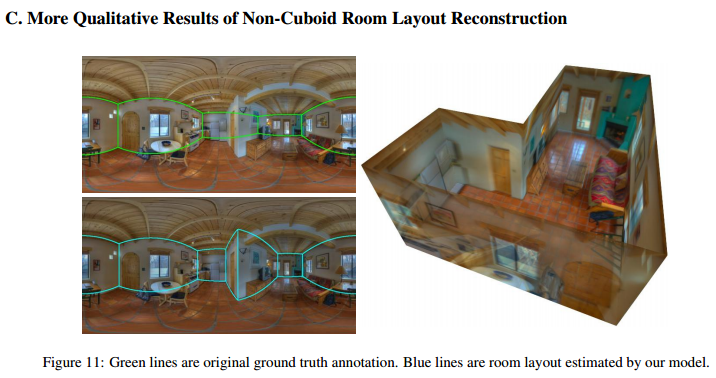 C. More Qualitative Results of Non-Cuboid Room Layout Reconstruction
Figure 11: Green lines are original ground truth annotation. Blue lines are room layout estimated by our model.